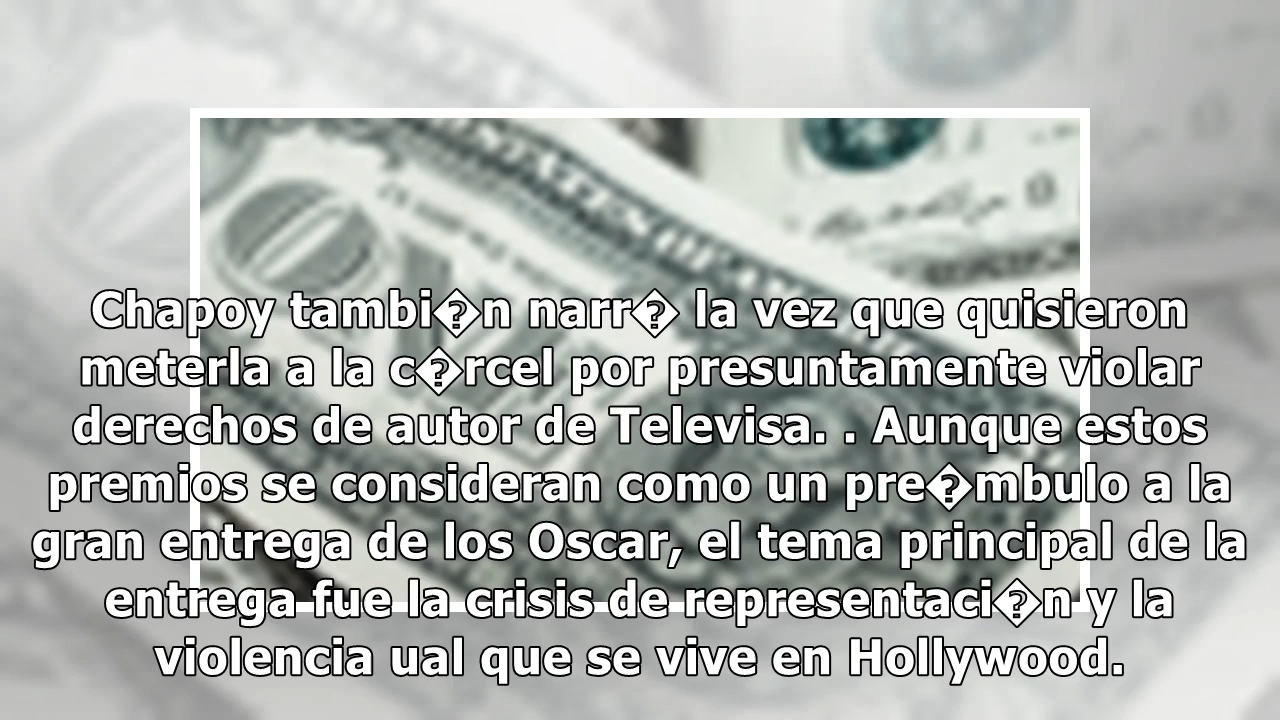 Chapoy tambi�n narr� la vez que quisieron
meterla a la c�rcel por presuntamente violar
derechos de autor de Televisa. . Aunque estos
premios se consideran como un pre�mbulo a la
gran entrega de los Oscar, el tema principal de la
entrega fue la crisis de representaci�n y la
violencia ual que se vive en Hollywood.